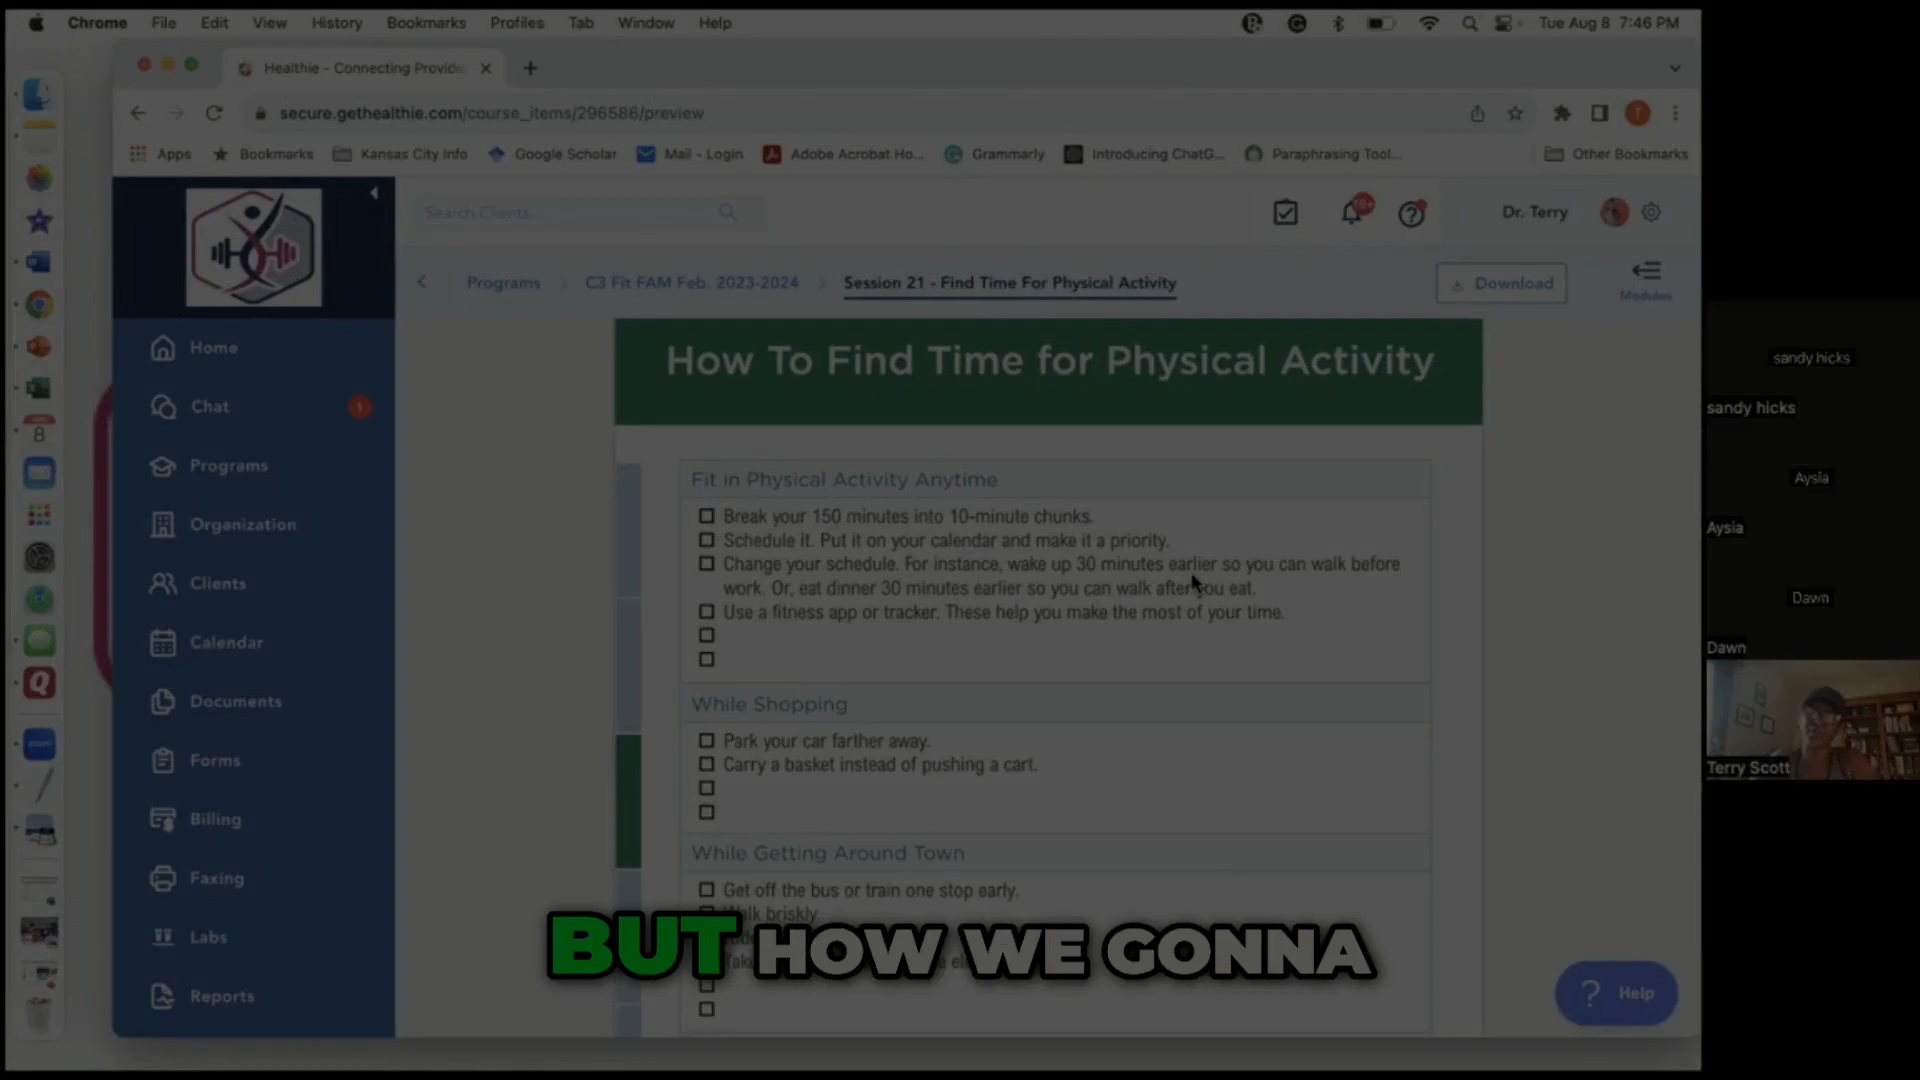 Chrome File Edit View History Bookmarks Profiles Tab Window Help
Tue Aug 8 7:46 PM
Healthie - Connecting Provide
secure.gethealthie.com/course_items/296586/preview
T
Apps Bookmarks Kansas City Info Google Scholar Mail - Login Adobe Acrobat Ho... Grammarly Introducing ChatG... Paraphrasing Tool... Other Bookmarks
Search Clients...
Dr. Terry
Programs C3 Fit FAM Feb. 2023-2024 Session 21 - Find Time For Physical Activity
Download
Modules
Home
Chat 1
Programs
Organization
Clients
Calendar
Documents
Forms
Billing
Faxing
Labs
Reports
8
How To Find Time for Physical Activity
Fit in Physical Activity Anytime
Break your 150 minutes into 10-minute chunks.
Schedule it. Put it on your calendar and make it a priority.
Change your schedule. For instance, wake up 30 minutes earlier so you can walk before
work. Or, eat dinner 30 minutes earlier so you can walk after you eat.
Use a fitness app or tracker. These help you make the most of your time.
While Shopping
Park your car farther away.
Carry a basket instead of pushing a cart.
While Getting Around Town
Get off the bus or train one stop early.
Walk briskly.
BUT HOW WE GONNA
Help
sandy hicks
sandy hicks
Aysia
Aysia
Dawn
Dawn
Terry Scott